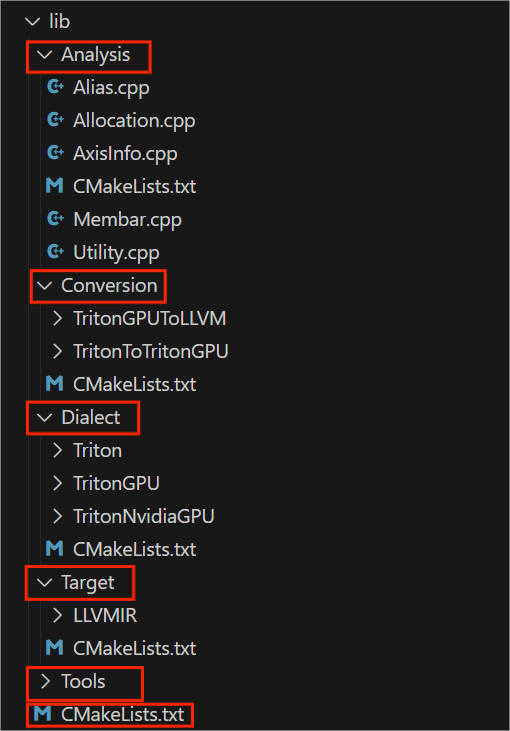 lib
Analysis
Alias.cpp
Allocation.cpp
AxisInfo.cpp
CMakeLists.txt
Membar.cpp
Utility.cpp
Conversion
TritonGPUToLLVM
TritonToTritonGPU
CMakeLists.txt
Dialect
Triton
TritonGPU
TritonNvidiaGPU
CMakeLists.txt
Target
LLVMIR
CMakeLists.txt
Tools
CMakeLists.txt